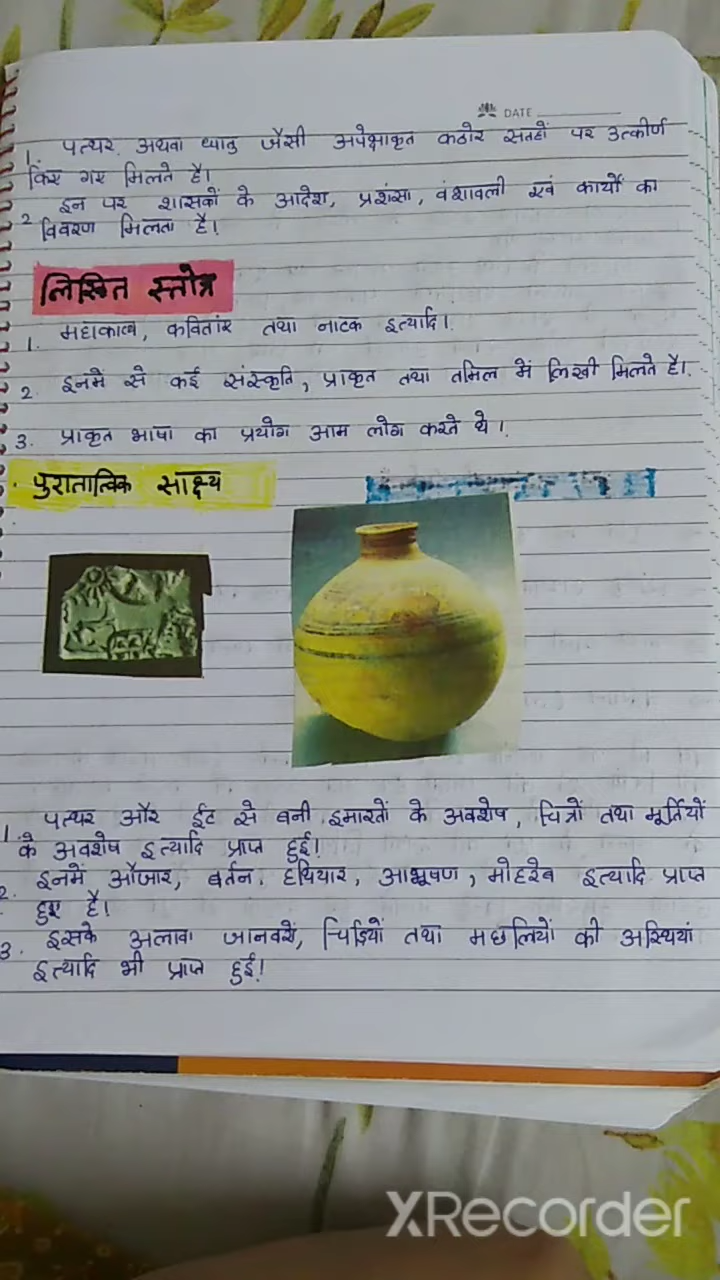 DATE
1. पत्थर अथवा धातु जैसी अपेक्षाकृत कठोर सतहों पर उत्कीर्ण
किए गए मिलते है।
2 इन पर शासकों के आदेश, प्रशंसा, वंशावली एवं कार्यों का
विवरण मिलता है।
लिखित स्तोत्र
1. महाकाव्य, कविताएं तथा नाटक इत्यादि।
2. इनमें से कई संस्कृति, प्राकृत तथा तमिल में लिखी मिलते है।
3. प्राकृत भाषा का प्रयोग आम लोग करते थे।
पुरातात्विक साक्ष्य
1. पत्थर और ईट से बनी इमारतों के अवशेष, चित्रों तथा मूर्तियों
के अवशेष इत्यादि प्राप्त हुई।
2. इनमें औजार, बर्तन, हथियार, आभूषण, मोहरेब इत्यादि प्राप्त
हुए है।
3. इसके अलावा जानवरों, चिड़ियों तथा मछलियों की अस्थियां
इत्यादि भी प्राप्त हुई।
XRecorder